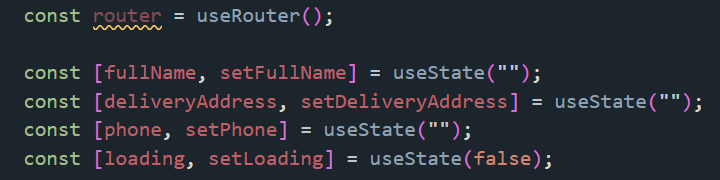 const router = useRouter();
const [fullName, setFullName] = useState("");
const [deliveryAddress, setDeliveryAddress] = useState("");
const [phone, setPhone] = useState("");
const [loading, setLoading] = useState(false);